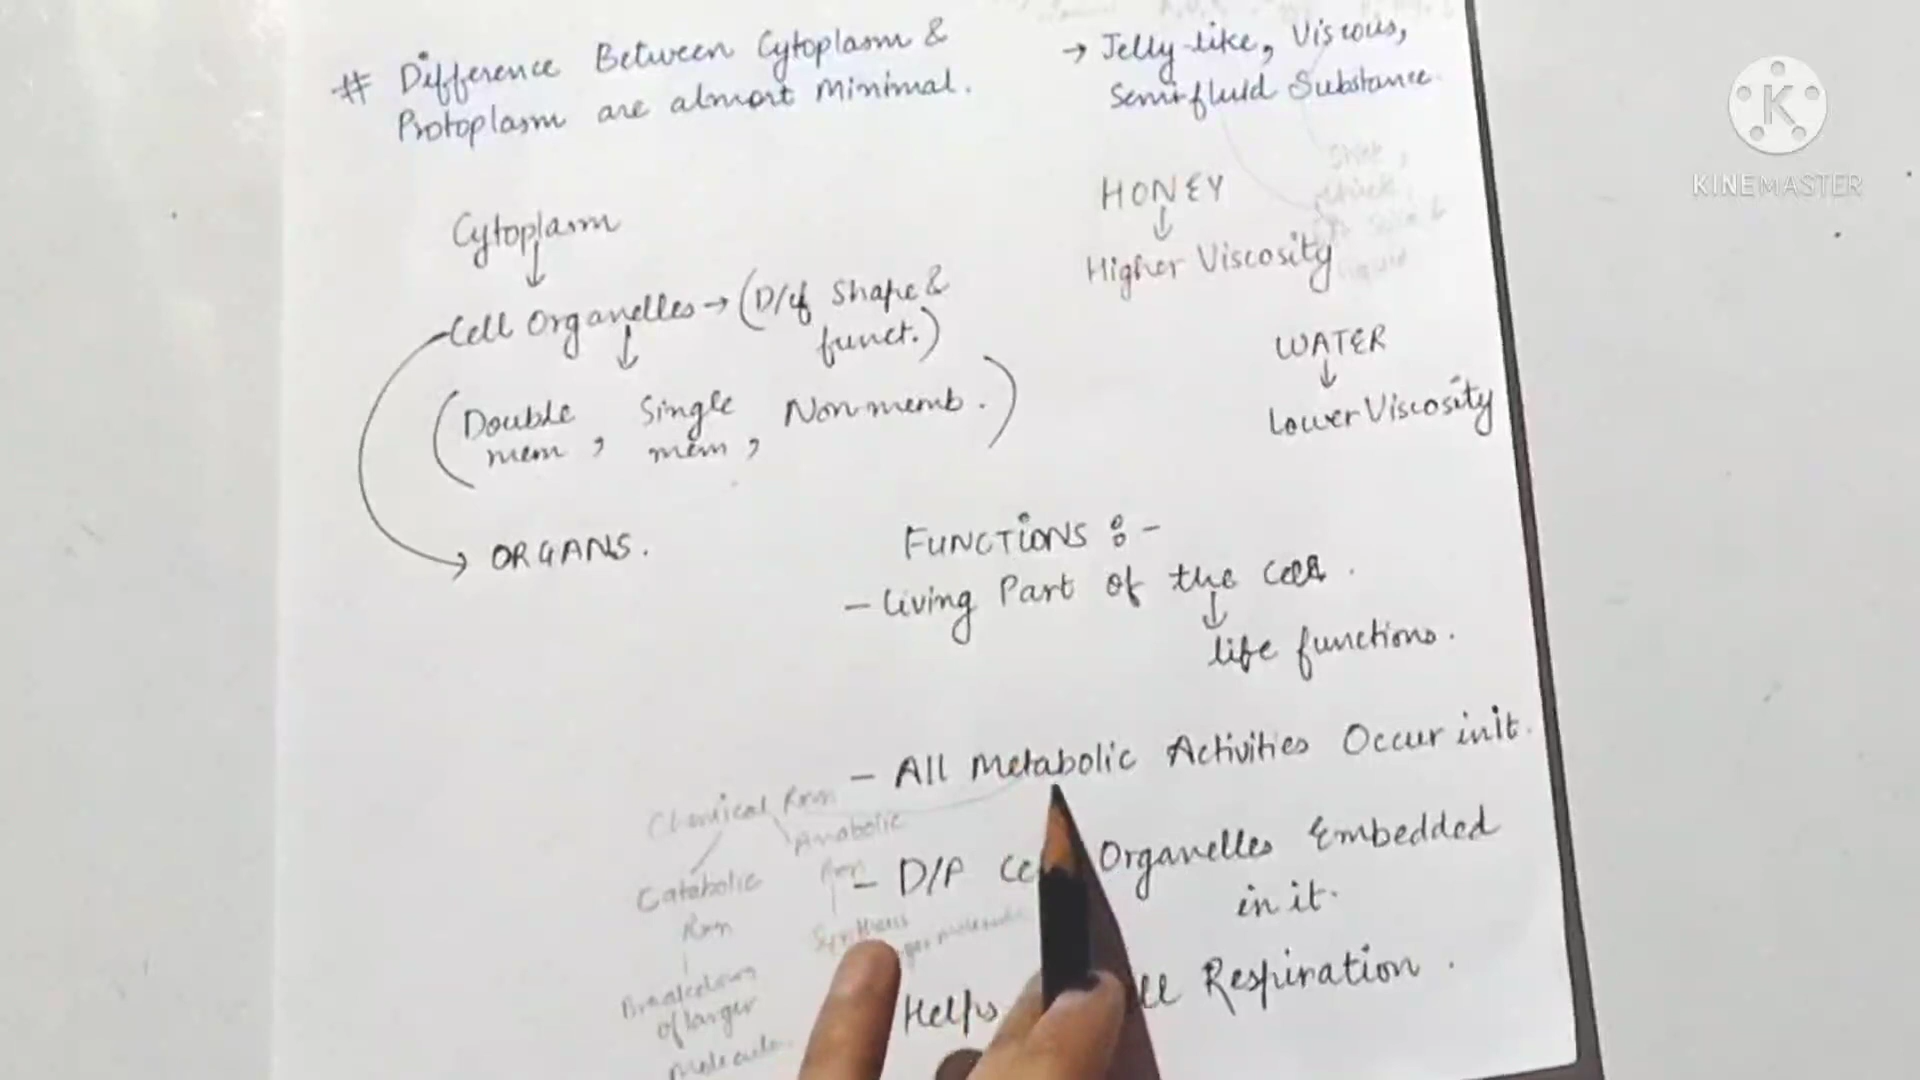 # Difference Between Cytoplasm &
Protoplasm are almost Minimal.
Cytoplasm
↓
Cell Organelles → (D/f Shape &
funct.)
↓
(Double mem, Single mem, Non memb.)
→ ORGANS.
→ Jelly-like, Viscous,
Semi-fluid Substance.
HONEY
↓
Higher Viscosity
WATER
↓
Lower Viscosity
FUNCTIONS :-
- Living Part of the cell.
↓
life functions.
- All Metabolic Activities Occur in it.
Chemical Rxn
Anabolic
Rxn
Synthesis
Catabolic
Rxn
Breakdown
of larger
- D/f Organelles Embedded
in it.
Helps Respiration.
KINEMASTER